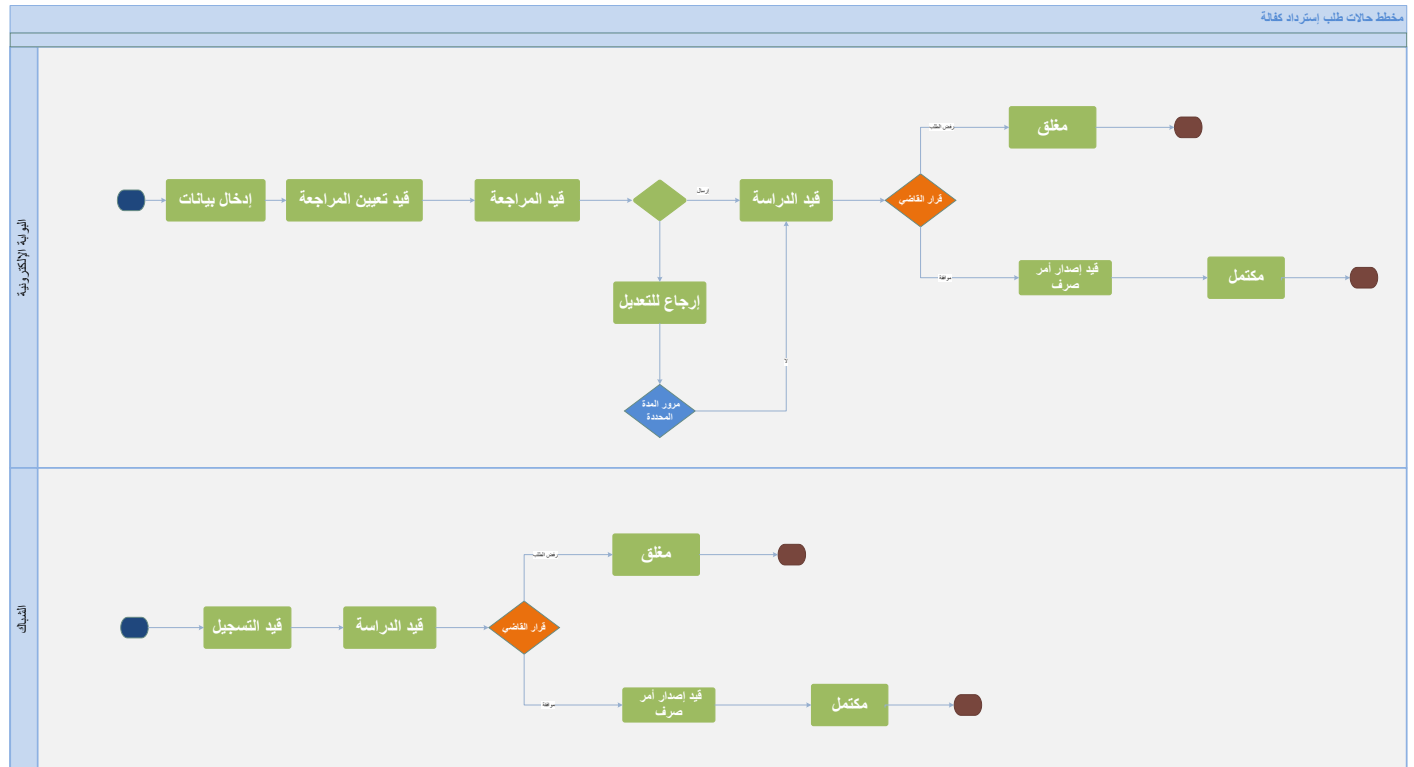 مخطط حالات طلب إسترداد كفالة
البوابة الإلكترونية
إدخال بيانات
قيد تعيين المراجعة
قيد المراجعة
ارسال
قيد الدراسة
قرار القاضي
رفض الطلب
مغلق
موافقة
قيد إصدار أمر
صرف
مكتمل
إرجاع للتعديل
مرور المدة
المحددة
لا
الشباك
قيد التسجيل
قيد الدراسة
قرار القاضي
رفض الطلب
مغلق
موافقة
قيد إصدار أمر
صرف
مكتمل